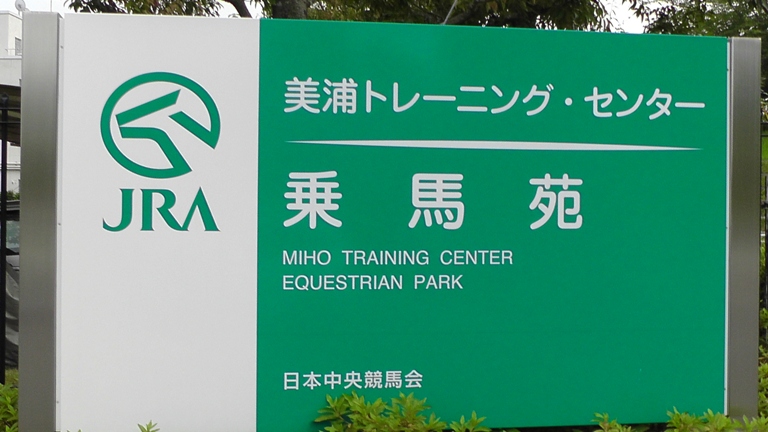 JRA
美浦トレーニング・センター
乗馬苑
MIHO TRAINING CENTER
EQUESTRIAN PARK
日本中央競馬会